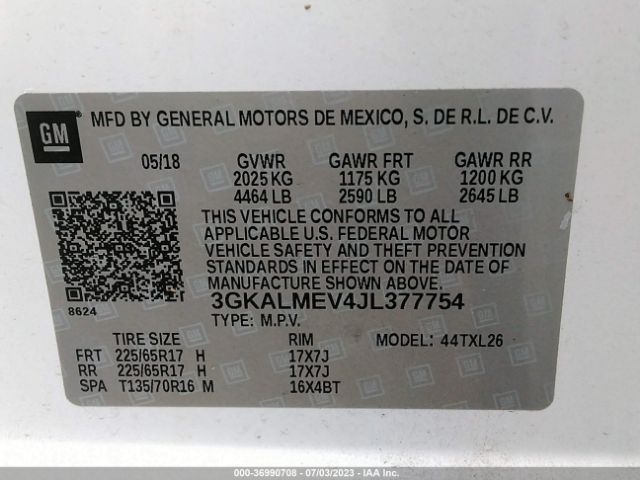 GM MFD BY GENERAL MOTORS DE MEXICO, S. DE R.L. DE C.V.
05/18 GVWR GAWR FRT GAWR RR
2025 KG 1175 KG 1200 KG
4464 LB 2590 LB 2645 LB
THIS VEHICLE CONFORMS TO ALL
APPLICABLE U.S. FEDERAL MOTOR
VEHICLE SAFETY AND THEFT PREVENTION
STANDARDS IN EFFECT ON THE DATE OF
MANUFACTURE SHOWN ABOVE.
8624 3GKALMEV4JL377754
TYPE: M.P.V.
TIRE SIZE RIM MODEL: 44TXL26
FRT 225/65R17 H 17X7J
RR 225/65R17 H 17X7J
SPA T135/70R16 M 16X4BT
000-36990708 - 07/03/2023 - IAA Inc.